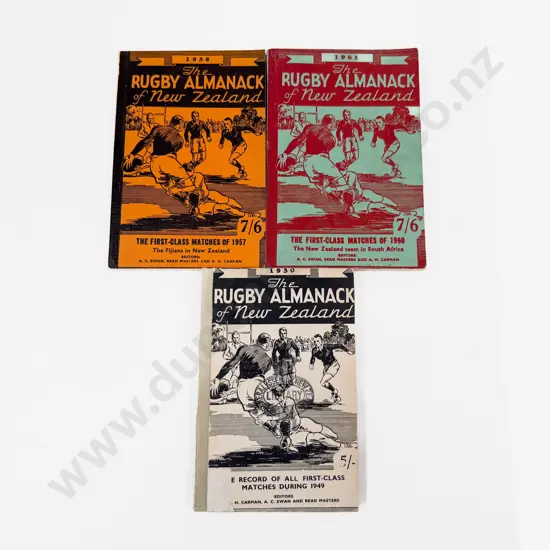 1958
The
RUGBY ALMANACK
of New Zealand
7/6
THE FIRST-CLASS MATCHES OF 1957
The Fijians in New Zealand
EDITORS:
A. C. SWAN, READ MASTERS AND A. H. CARMAN
1961
The
RUGBY ALMANACK
of New Zealand
7/6
THE FIRST-CLASS MATCHES OF 1960
The New Zealand team in South Africa
EDITORS:
A. C. SWAN, READ MASTERS AND A. H. CARMAN
1950
The
RUGBY ALMANACK
of New Zealand
5/-
E RECORD OF ALL FIRST-CLASS
MATCHES DURING 1949
EDITORS
H. CARMAN, A. C. SWAN AND READ MASTERS